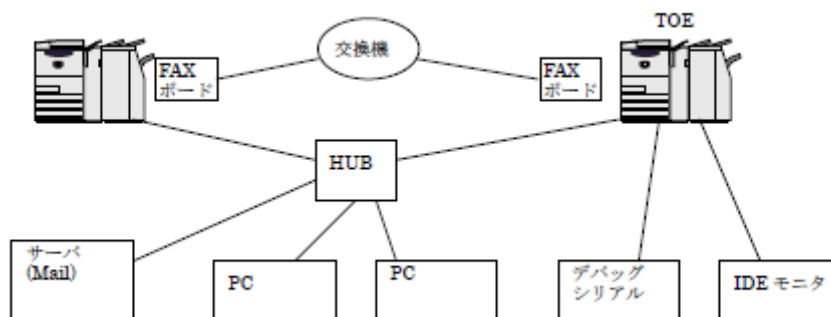 TOE
交換機
FAX
ボード
FAX
ボード
HUB
サーバ
(Mail)
PC
PC
デバッグ
シリアル
IDE モニタ